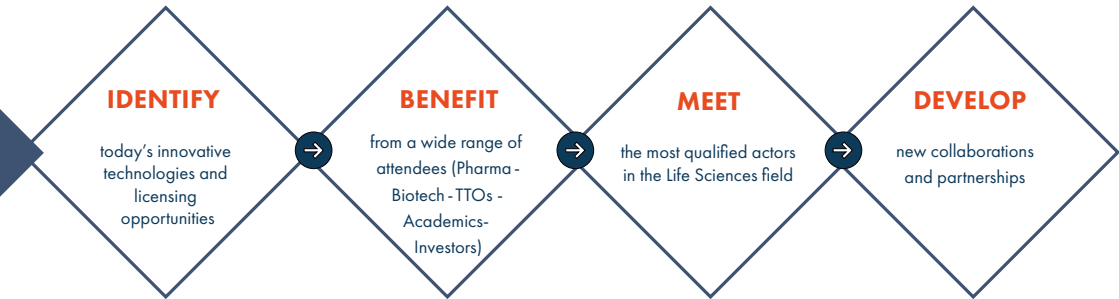 IDENTIFY
today's innovative
technologies and
licensing
opportunities
BENEFIT
from a wide range of
attendees (Pharma -
Biotech - TTOs -
Academics-
Investors)
MEET
the most qualified actors
in the Life Sciences field
DEVELOP
new collaborations
and partnerships